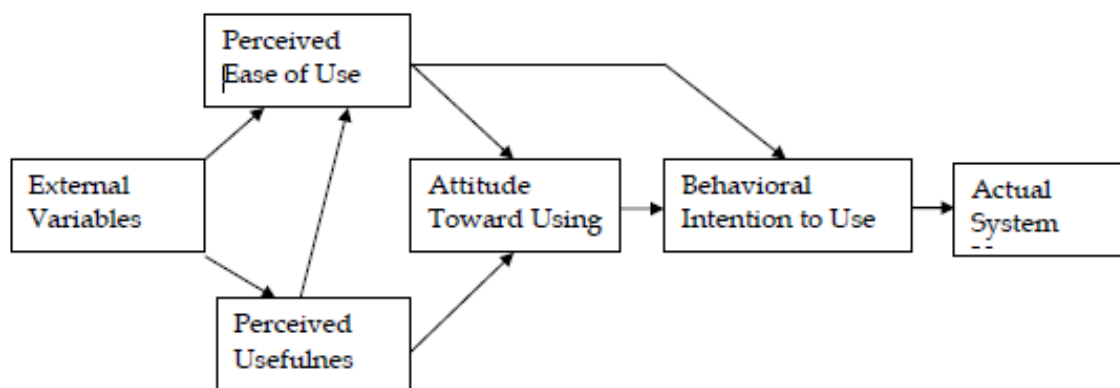 Perceived
Ease of Use
External
Variables
Attitude
Toward Using
Behavioral
Intention to Use
Actual
System
Perceived
Usefulnes